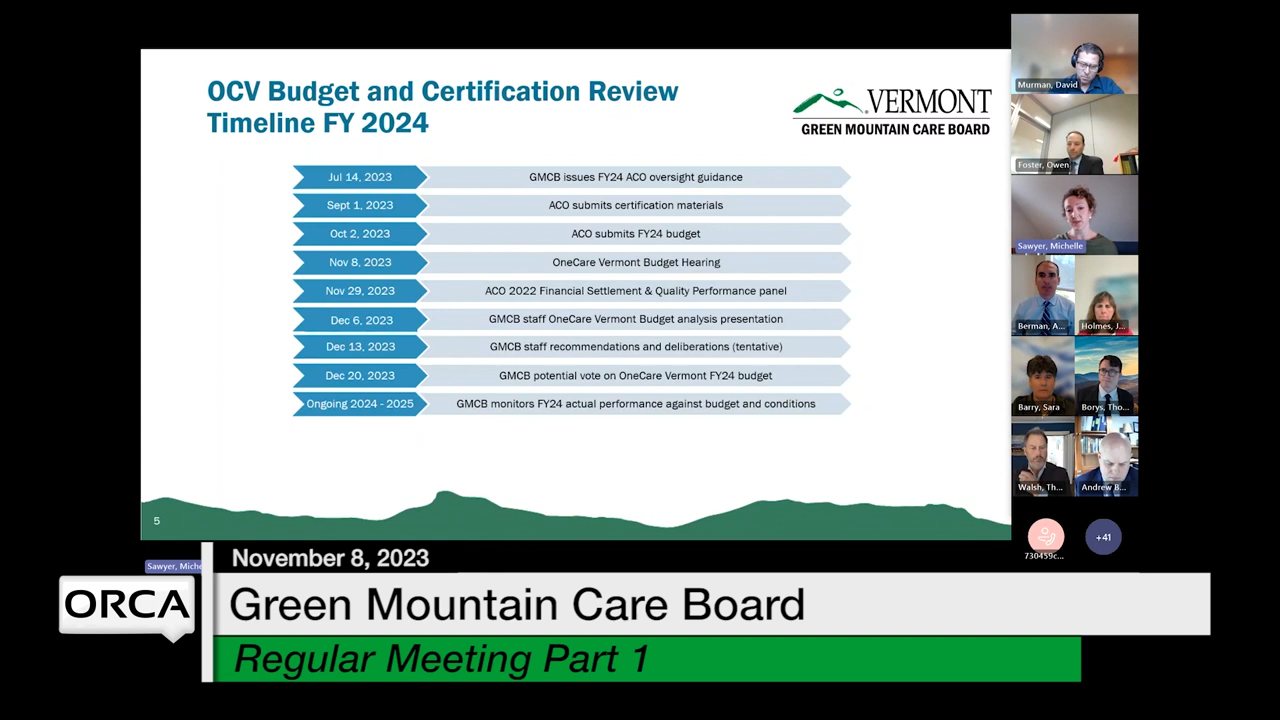 OCV Budget and Certification Review
Timeline FY 2024
VERMONT
GREEN MOUNTAIN CARE BOARD
Jul 14, 2023 GMCB issues FY24 ACO oversight guidance
Sept 1, 2023 ACO submits certification materials
Oct 2, 2023 ACO submits FY24 budget
Nov 8, 2023 OneCare Vermont Budget Hearing
Nov 29, 2023 ACO 2022 Financial Settlement & Quality Performance panel
Dec 6, 2023 GMCB staff OneCare Vermont Budget analysis presentation
Dec 13, 2023 GMCB staff recommendations and deliberations (tentative)
Dec 20, 2023 GMCB potential vote on OneCare Vermont FY24 budget
Ongoing 2024 - 2025 GMCB monitors FY24 actual performance against budget and conditions
5
Murman, David
Foster, Owen
Sawyer, Michelle
Berman, A... Holmes, J...
Barry, Sara Borys, Tho...
Walsh, Th... Andrew B...
+41
730459c...
Sawyer, Miche
November 8, 2023
ORCA
Green Mountain Care Board
Regular Meeting Part 1